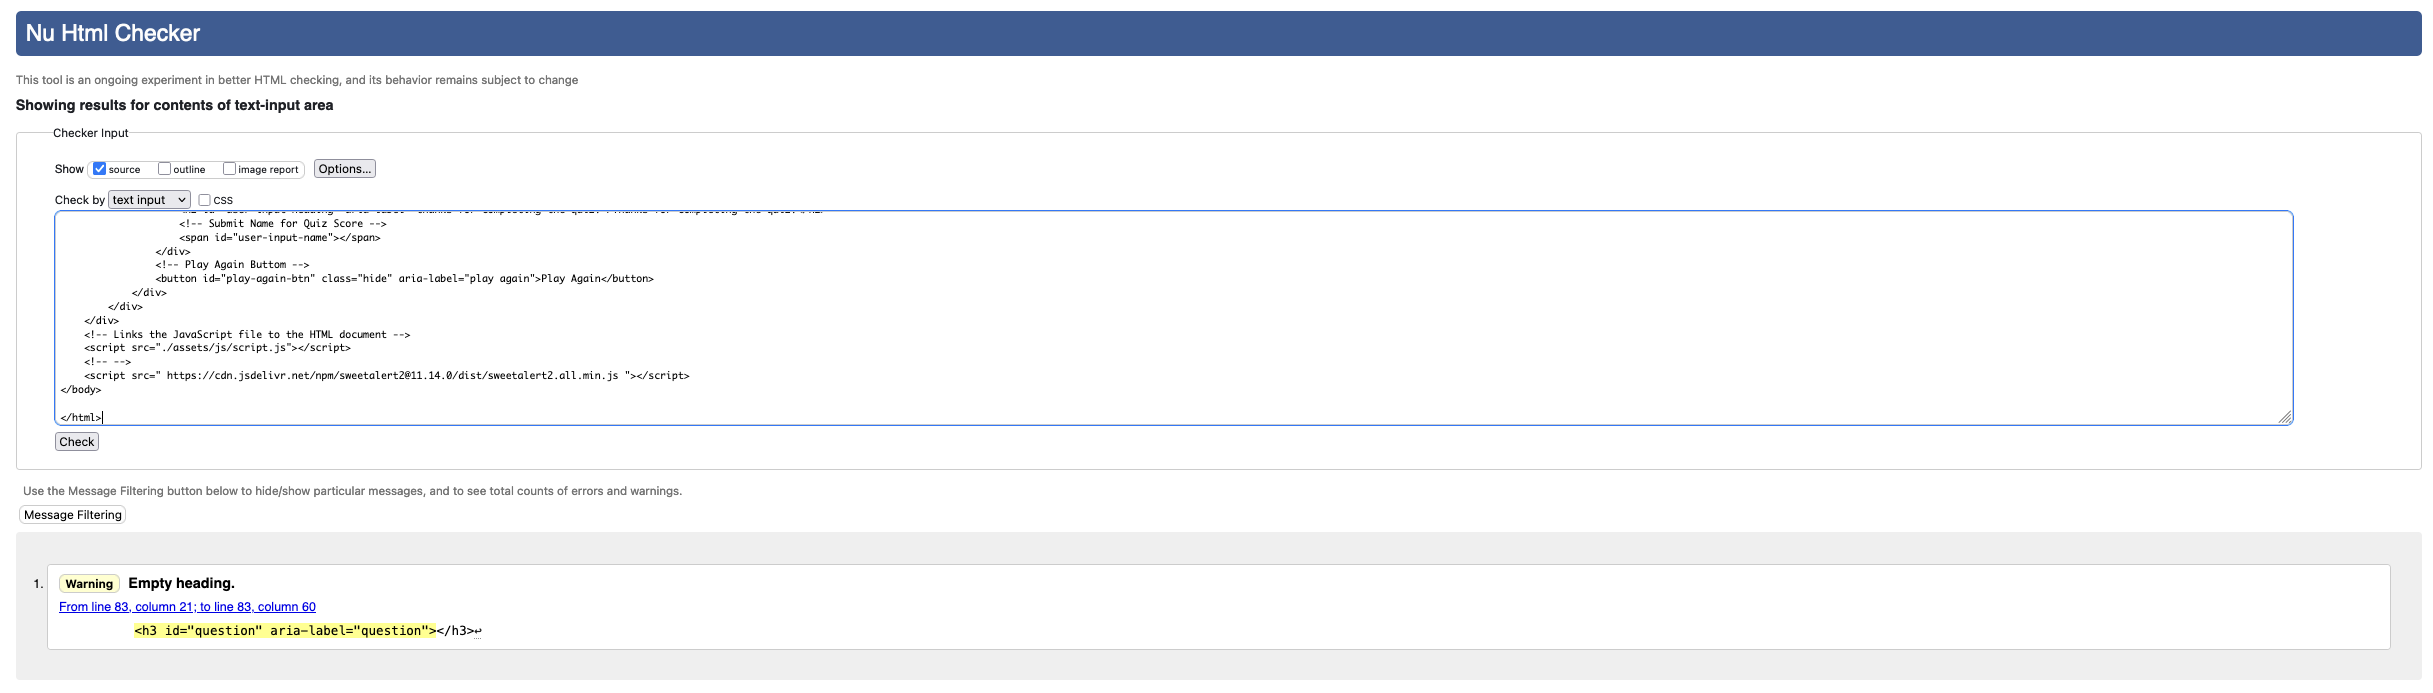 Nu Html Checker
This tool is an ongoing experiment in better HTML checking, and its behavior remains subject to change
Showing results for contents of text-input area
Checker Input
Show source outline image report Options...
Check by text input CSS
<!-- Submit Name for Quiz Score -->
<span id="user-input-name"></span>
</div>
<!-- Play Again Buttom -->
<button id="play-again-btn" class="hide" aria-label="play again">Play Again</button>
</div>
</div>
</div>
<!-- Links the JavaScript file to the HTML document -->
<script src="./assets/js/script.js"></script>
<!-- -->
<script src=" https://cdn.jsdelivr.net/npm/sweetalert2@11.14.0/dist/sweetalert2.all.min.js "></script>
</body>
</html>
Check
Use the Message Filtering button below to hide/show particular messages, and to see total counts of errors and warnings.
Message Filtering
1. Warning Empty heading.
From line 83, column 21; to line 83, column 60
<h3 id="question" aria-label="question"></h3>↩